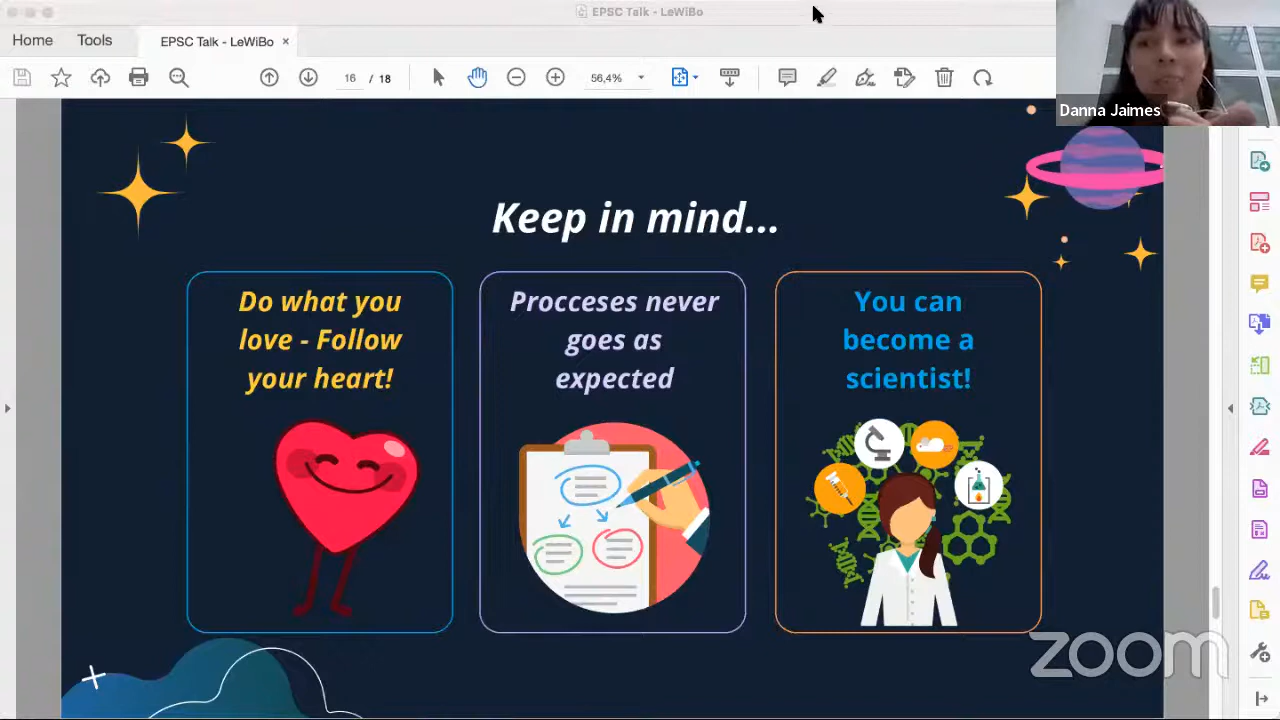 EPSC Talk - LeWiBo
Home
Tools
EPSC Talk - LeWiBo ×
16 / 18
56,4%
Danna Jaimes
Keep in mind...
Do what you
love - Follow
your heart!
Procceses never
goes as
expected
You can
become a
scientist!
zoom